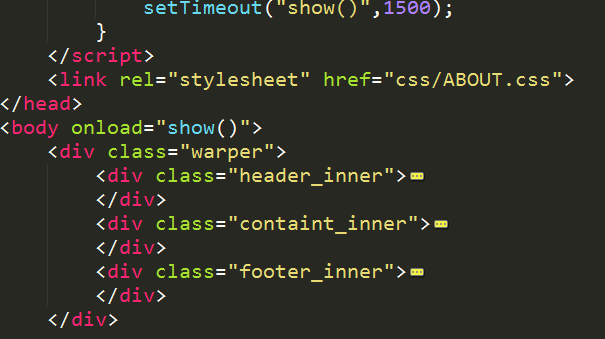 setTimeout("show()",1500);
}
</script>
<link rel="stylesheet" href="css/ABOUT.css">
</head>
<body onload="show()">
<div class="warper">
<div class="header_inner">
</div>
<div class="containt_inner">
</div>
<div class="footer_inner">
</div>
</div>